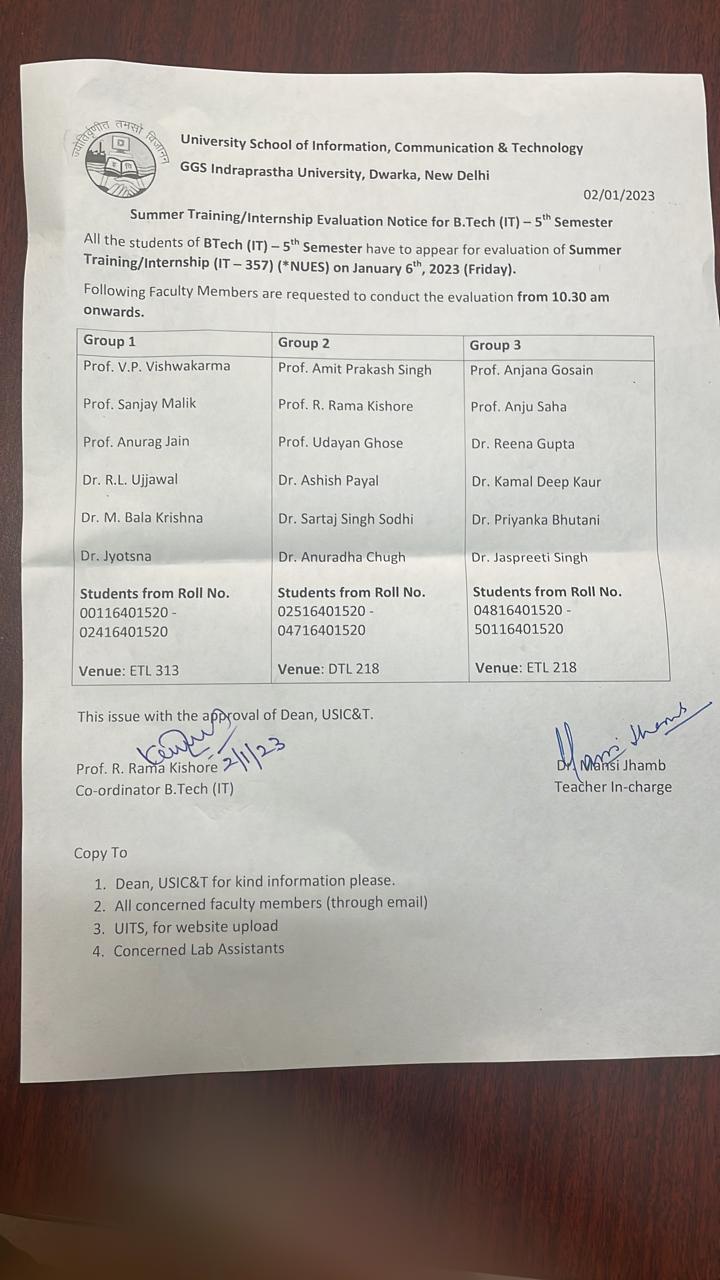 ज्योतिर्वृणीत तमसो विजानन
University School of Information, Communication & Technology
GGS Indraprastha University, Dwarka, New Delhi
02/01/2023
Summer Training/Internship Evaluation Notice for B.Tech (IT) – 5th Semester
All the students of BTech (IT) – 5th Semester have to appear for evaluation of Summer
Training/Internship (IT – 357) (*NUES) on January 6th, 2023 (Friday).
Following Faculty Members are requested to conduct the evaluation from 10.30 am
onwards.
Group 1 Group 2 Group 3
Prof. V.P. Vishwakarma Prof. Amit Prakash Singh Prof. Anjana Gosain
Prof. Sanjay Malik Prof. R. Rama Kishore Prof. Anju Saha
Prof. Anurag Jain Prof. Udayan Ghose Dr. Reena Gupta
Dr. R.L. Ujjawal Dr. Ashish Payal Dr. Kamal Deep Kaur
Dr. M. Bala Krishna Dr. Sartaj Singh Sodhi Dr. Priyanka Bhutani
Dr. Jyotsna Dr. Anuradha Chugh Dr. Jaspreeti Singh
Students from Roll No. Students from Roll No. Students from Roll No.
00116401520 - 02516401520 - 04816401520 -
02416401520 04716401520 50116401520
Venue: ETL 313 Venue: DTL 218 Venue: ETL 218
This issue with the approval of Dean, USIC&T.
Mansi Jhamb
Prof. R. Rama Kishore 2/1/23 Dr. Mansi Jhamb
Co-ordinator B.Tech (IT) Teacher In-charge
Copy To
1. Dean, USIC&T for kind information please.
2. All concerned faculty members (through email)
3. UITS, for website upload
4. Concerned Lab Assistants